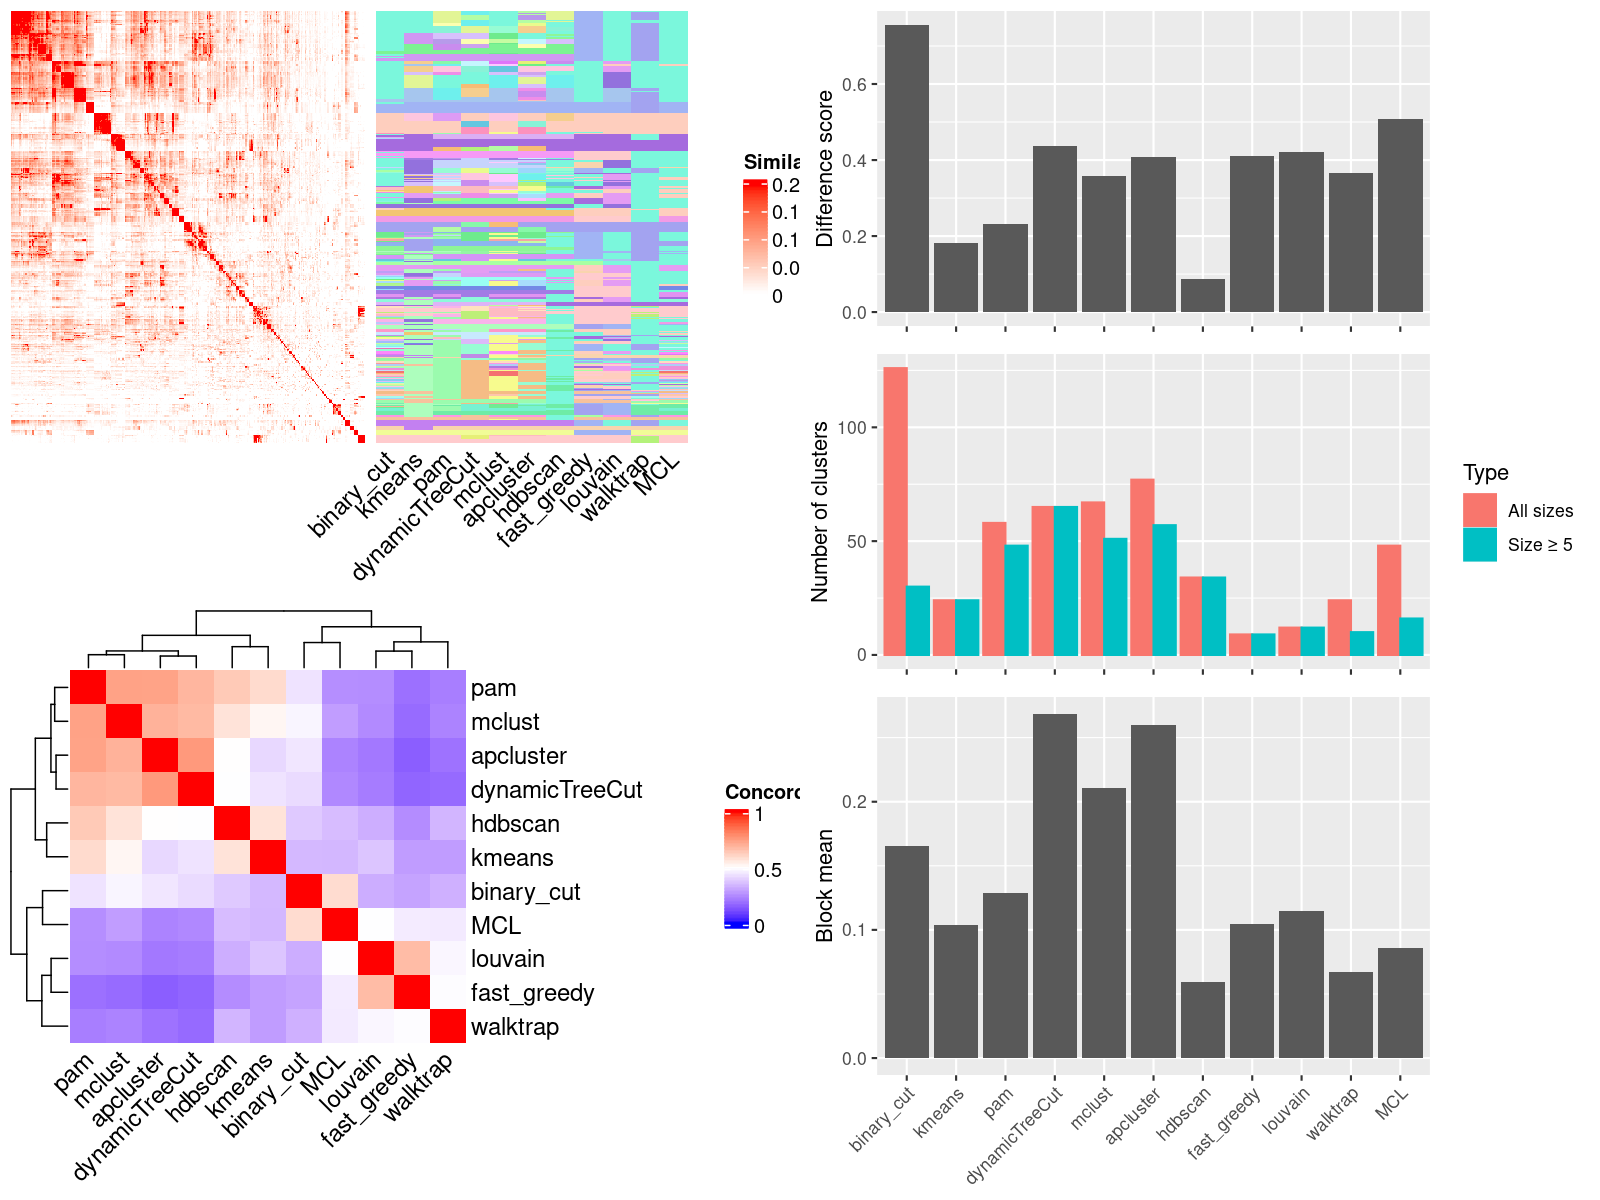 Simila
0.2
0.1
0.1
0.0
0
binary_cut
kmeans
pam
dynamicTreeCut
mclust
apcluster
hdbscan
fast_greedy
louvain
walktrap
MCL
pam
mclust
apcluster
dynamicTreeCut
hdbscan
kmeans
binary_cut
MCL
louvain
fast_greedy
walktrap
pam
mclust
apcluster
dynamicTreeCut
hdbscan
kmeans
binary_cut
MCL
louvain
fast_greedy
walktrap
Concord
1
0.5
0
Difference score
0.6
0.4
0.2
0.0
Number of clusters
100
50
0
Type
All sizes
Size ≥ 5
Block mean
0.2
0.1
0.0
binary_cut
kmeans
pam
dynamicTreeCut
mclust
apcluster
hdbscan
fast_greedy
louvain
walktrap
MCL